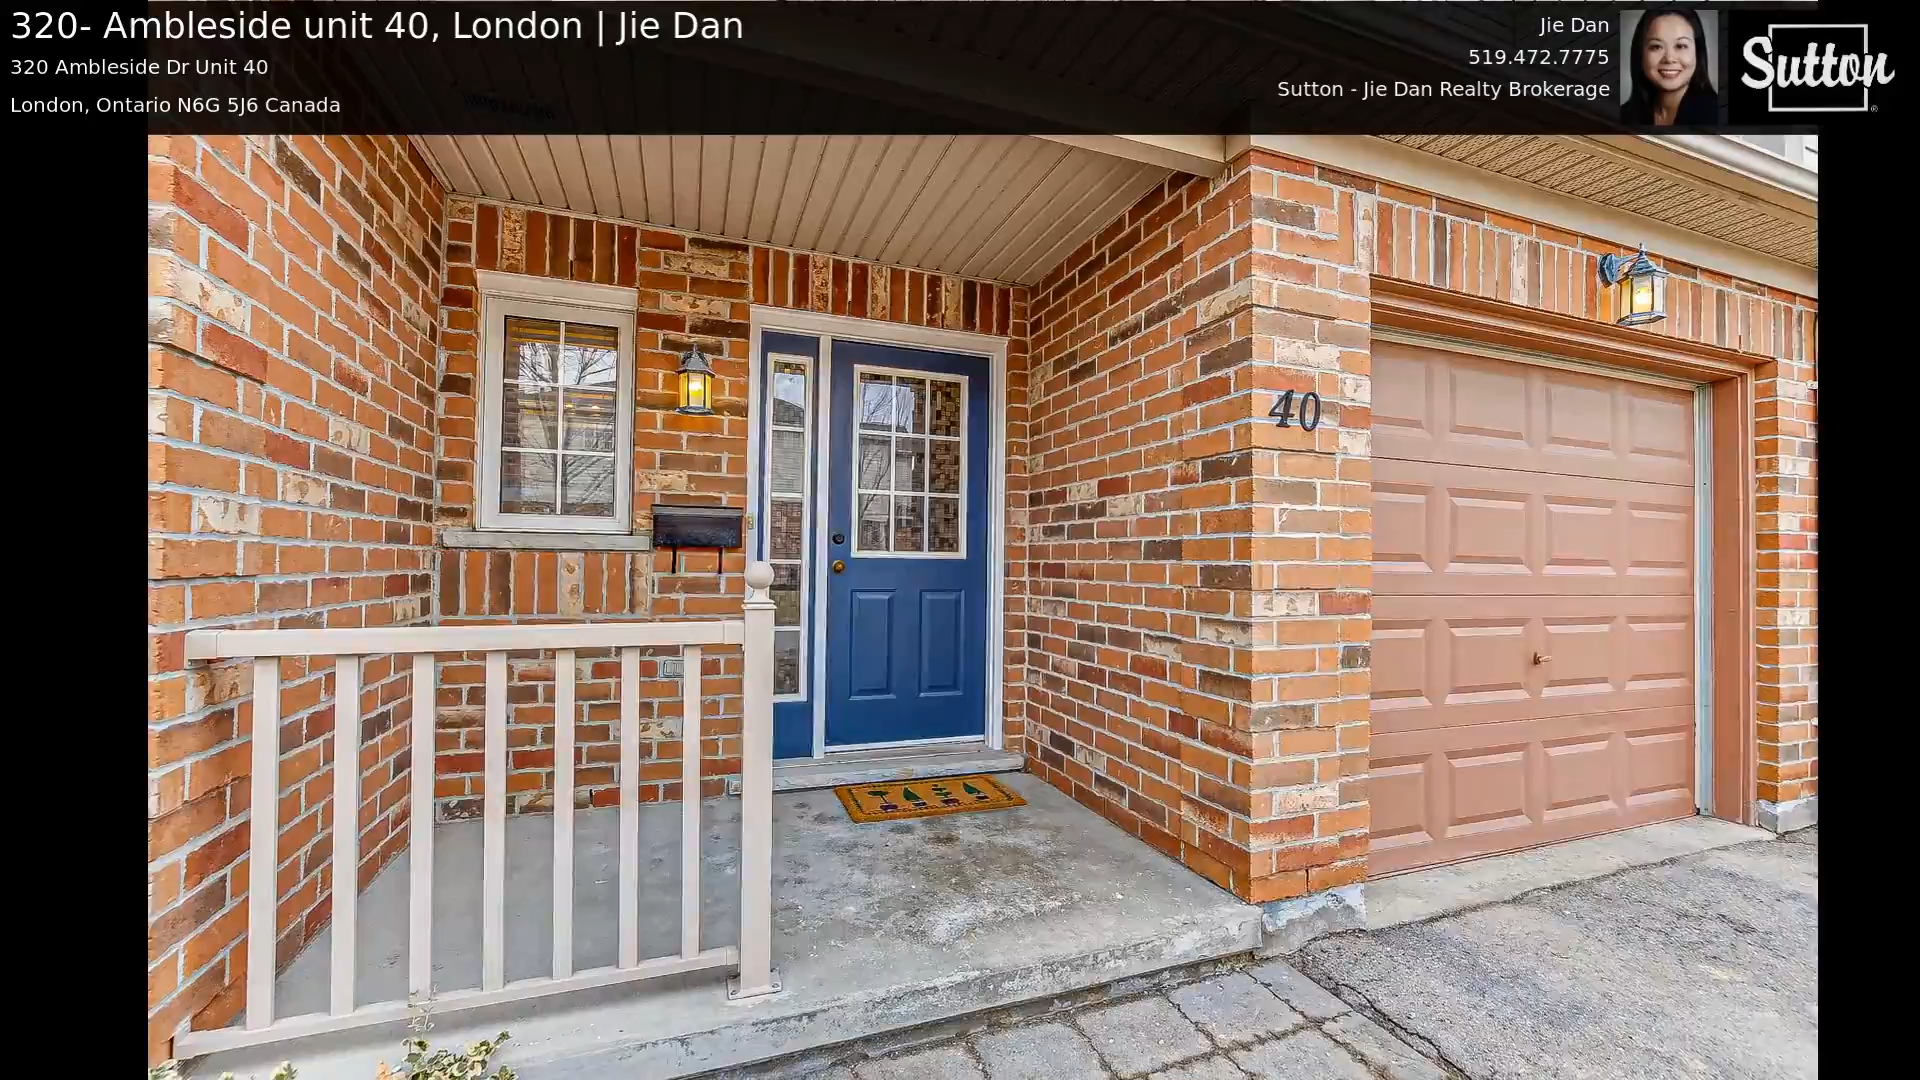 320- Ambleside unit 40, London | Jie Dan
320 Ambleside Dr Unit 40
London, Ontario N6G 5J6 Canada
Jie Dan
519.472.7775
Sutton - Jie Dan Realty Brokerage
Sutton
®
40